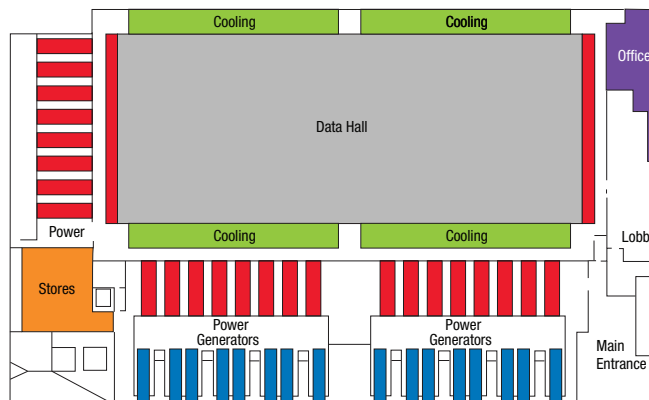 Cooling
Cooling
Office
Data Hall
Power
Cooling
Cooling
Lobb
Stores
Power
Generators
Power
Generators
Main
Entrance